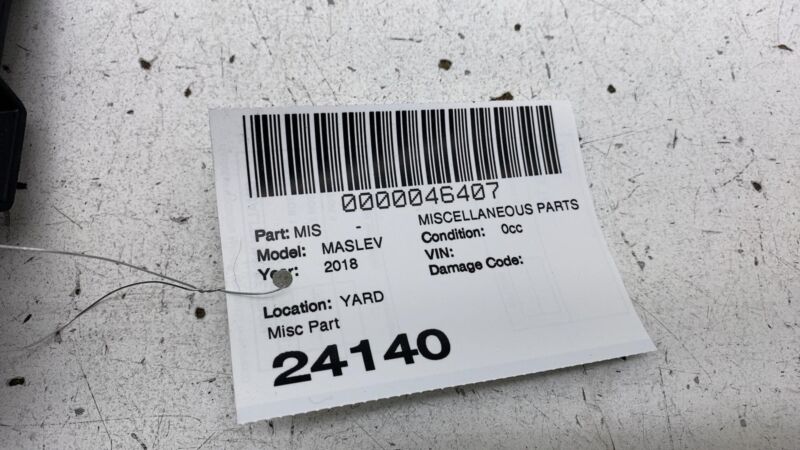 0000046407
Part: MIS -
MISCELLANEOUS PARTS
Model: MASLEV
Condition: 0cc
Year: 2018
VIN:
Damage Code:
Location: YARD
Misc Part
24140